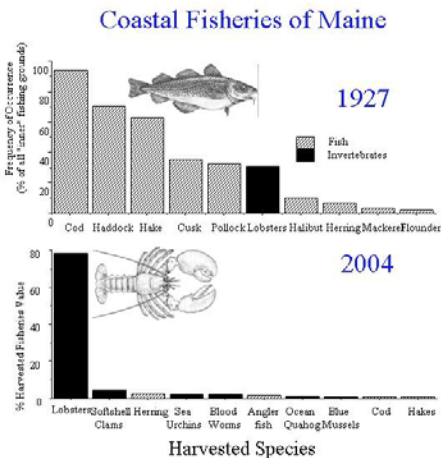 Coastal Fisheries of Maine
1927
Frequency of Occurrence
(% of all "inner" fishing grounds)
100
80
60
40
20
0
Fish
Invertebrates
Cod Haddock Hake Cusk Pollock Lobsters Halibut Herring Mackerel Flounder
2004
% Harvested Fisheries Value
80
60
40
20
0
Lobsters Softshell Clams Herring Sea Urchins Blood Worms Angler fish Ocean Quahog Blue Mussels Cod Hakes
Harvested Species